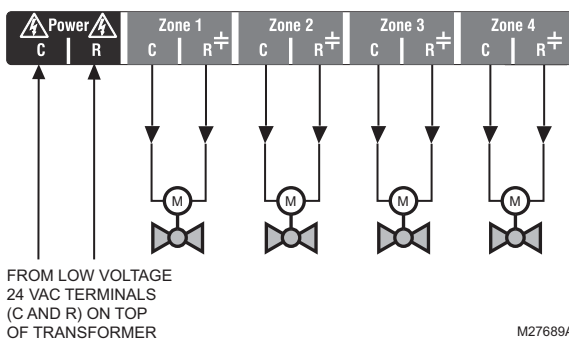 Power Zone 1 Zone 2 Zone 3 Zone 4
C R C R C R C R C R
M M M M
FROM LOW VOLTAGE
24 VAC TERMINALS
(C AND R) ON TOP
OF TRANSFORMER
M27689A